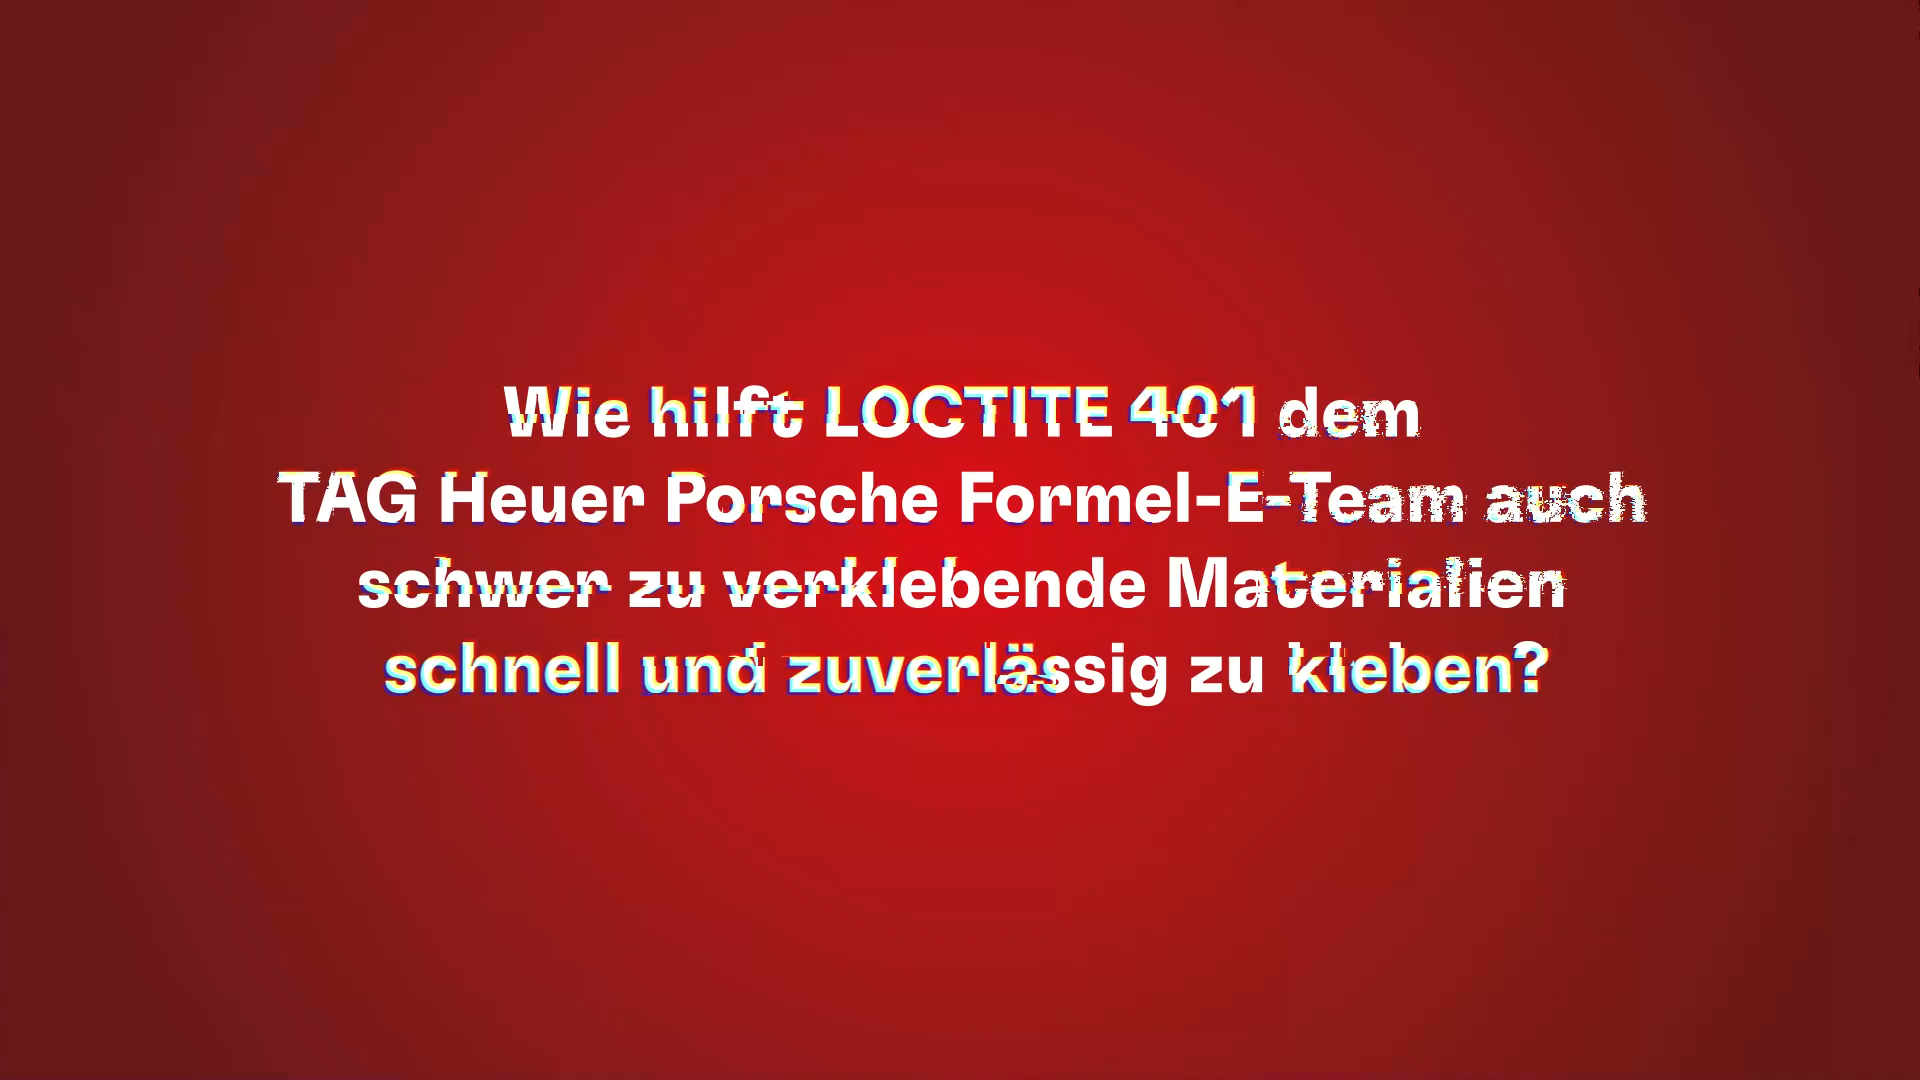 Wie hilft LOCTITE 401 dem
TAG Heuer Porsche Formel-E-Team auch
schwer zu verklebende Materialien
schnell und zuverlässig zu kleben?